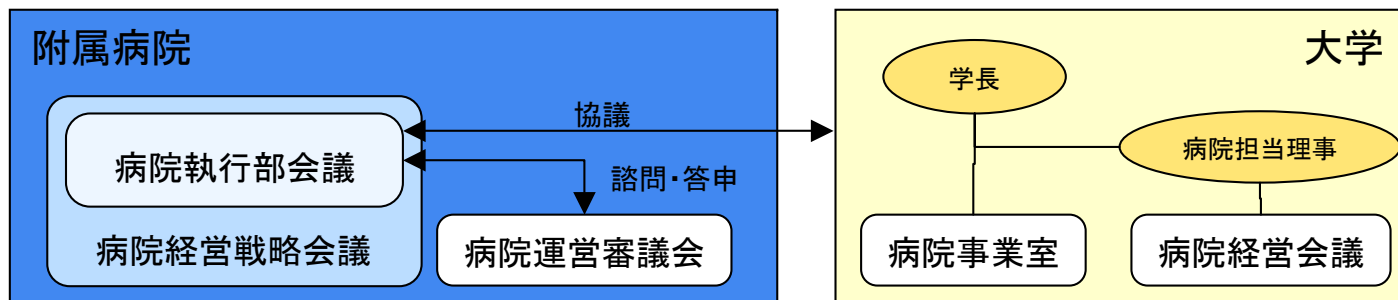 附属病院
病院執行部会議
病院経営戦略会議
協議
諮問・答申
病院運営審議会
大学
学長
病院担当理事
病院事業室
病院経営会議